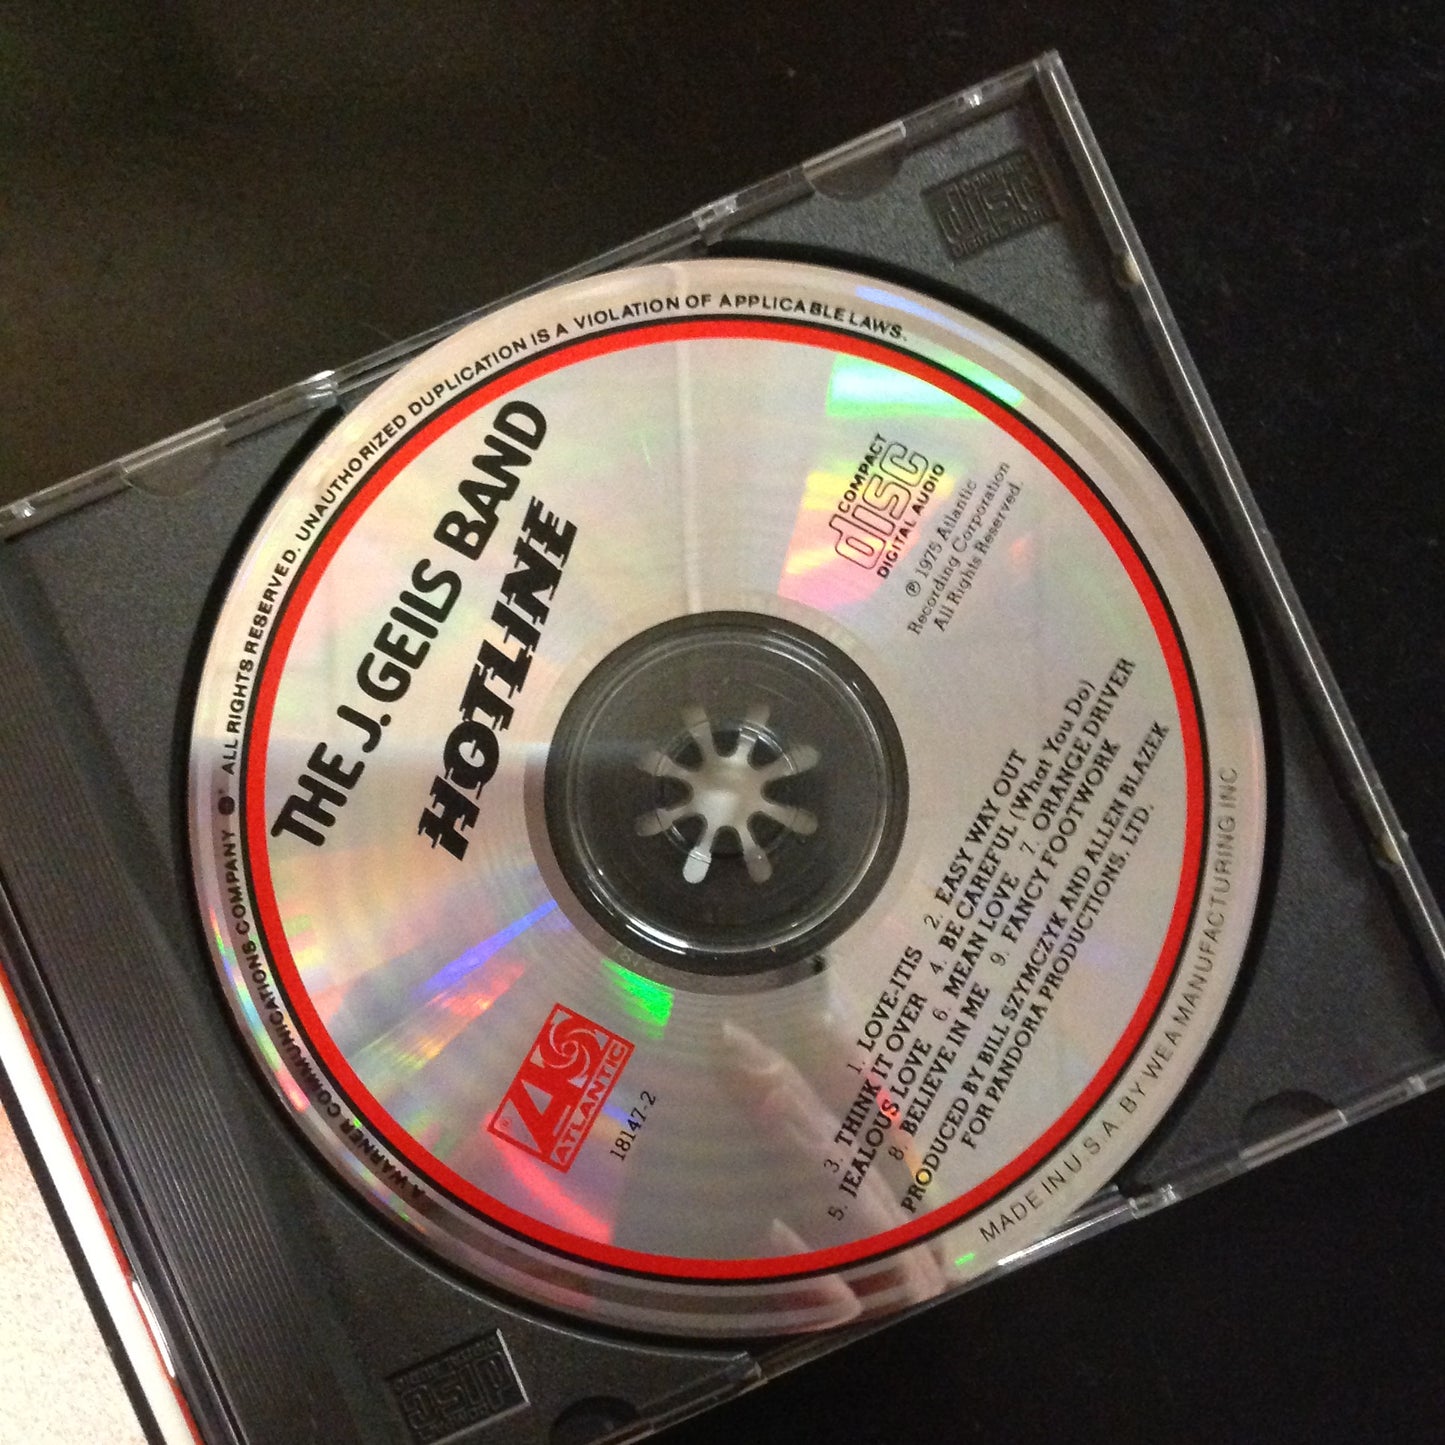 THE J. GEILS BAND
HOTLINE
COMPACT
disc
DIGITAL AUDIO
℗ 1975 Atlantic
Recording Corporation
All Rights Reserved.
ATLANTIC
18147-2
1. LOVE-ITIS 2. EASY WAY OUT
3. THINK IT OVER 4. BE CAREFUL (What You Do)
5. JEALOUS LOVE 6. MEAN LOVE 7. ORANGE DRIVER
8. BELIEVE IN ME 9. FANCY FOOTWORK
PRODUCED BY BILL SZYMCZYK AND ALLEN BLAZEK
FOR PANDORA PRODUCTIONS, LTD.
A WARNER COMMUNICATIONS COMPANY ALL RIGHTS RESERVED. UNAUTHORIZED DUPLICATION IS A VIOLATION OF APPLICABLE LAWS.
MADE IN U.S.A. BY WEA MANUFACTURING INC
disc
disc